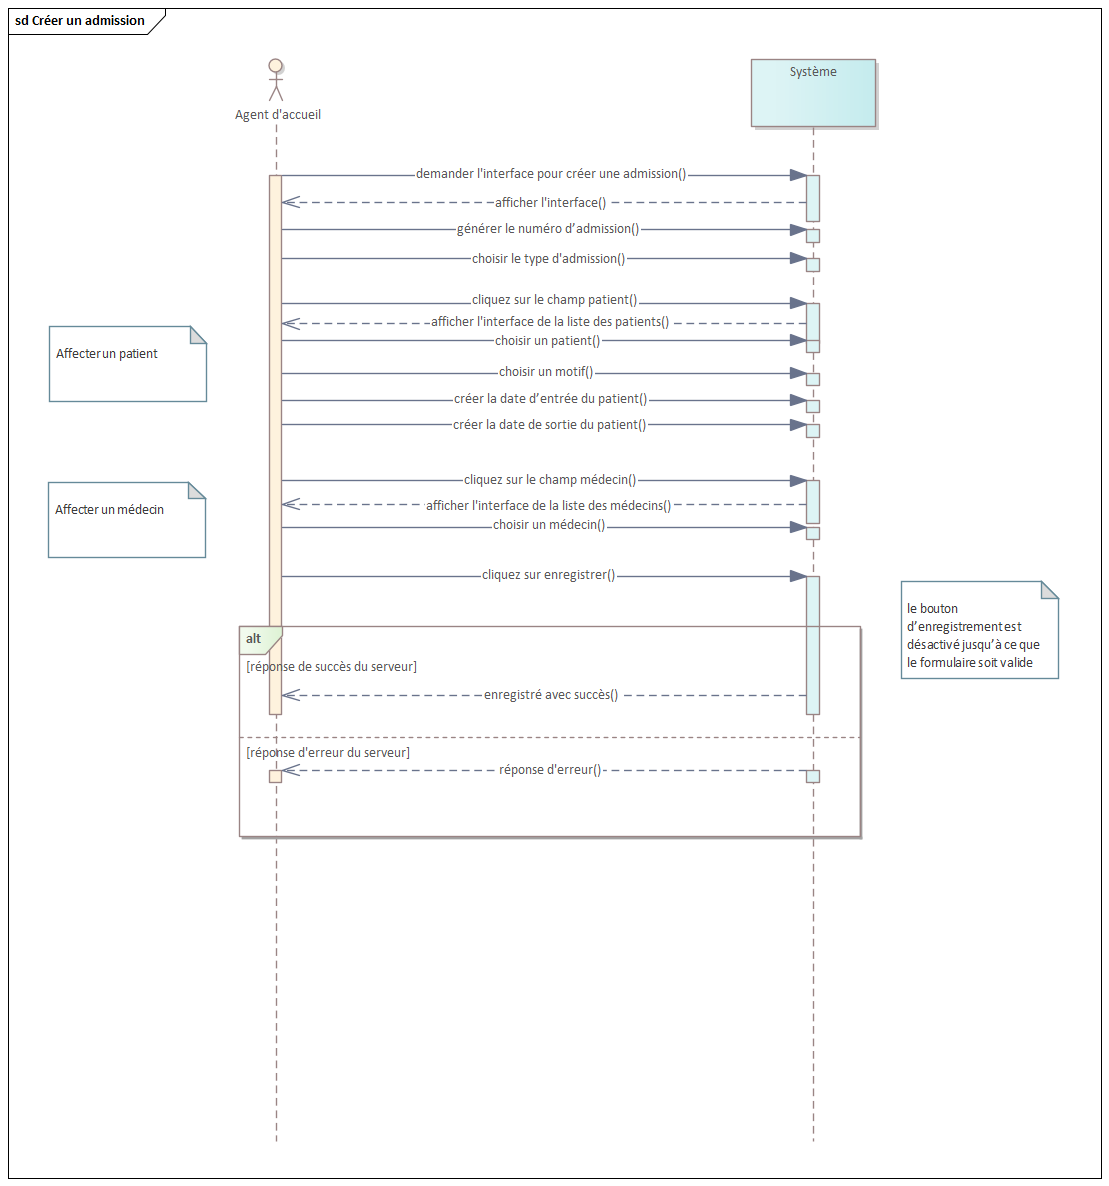 sd Créer un admission
Agent d'accueil
Système
demander l'interface pour créer une admission()
afficher l'interface()
générer le numéro d’admission()
choisir le type d'admission()
cliquez sur le champ patient()
afficher l'interface de la liste des patients()
choisir un patient()
Affecter un patient
choisir un motif()
créer la date d’entrée du patient()
créer la date de sortie du patient()
cliquez sur le champ médecin()
afficher l'interface de la liste des médecins()
Affecter un médecin
choisir un médecin()
cliquez sur enregistrer()
le bouton
d’enregistrement est
désactivé jusqu’à ce que
le formulaire soit valide
alt
[réponse de succès du serveur]
enregistré avec succès()
[réponse d'erreur du serveur]
réponse d'erreur()